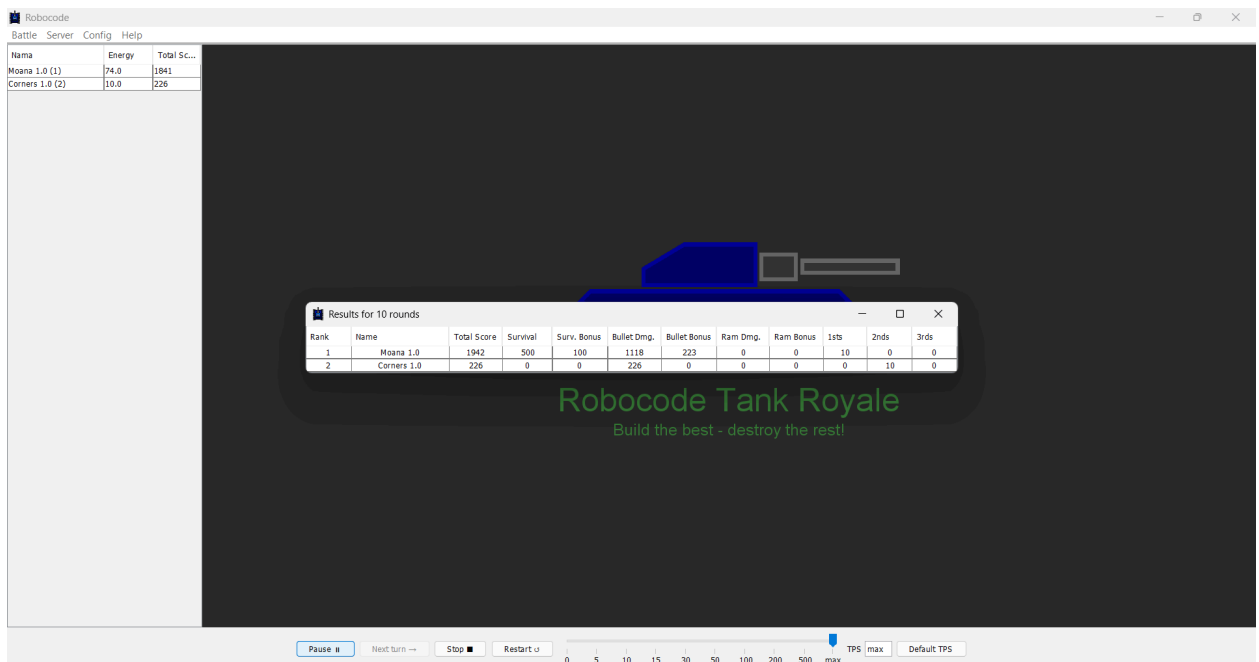 Robocode
Battle Server Config Help
Name Energy Total Sc...
Moana 1.0 (1) 74.0 1841
Corners 1.0 (2) 10.0 226
Results for 10 rounds
Rank Name Total Score Survival Surv. Bonus Bullet Dmg. Bullet Bonus Ram Dmg. Ram Bonus 1sts 2nds 3rds
1 Moana 1.0 1942 500 100 1118 223 0 0 10 0 0
2 Corners 1.0 226 0 0 226 0 0 0 0 10 0
Robocode Tank Royale
Build the best - destroy the rest!
Pause Next turn → Stop Restart TPS max Default TPS
0 5 10 15 30 50 100 200 500 max